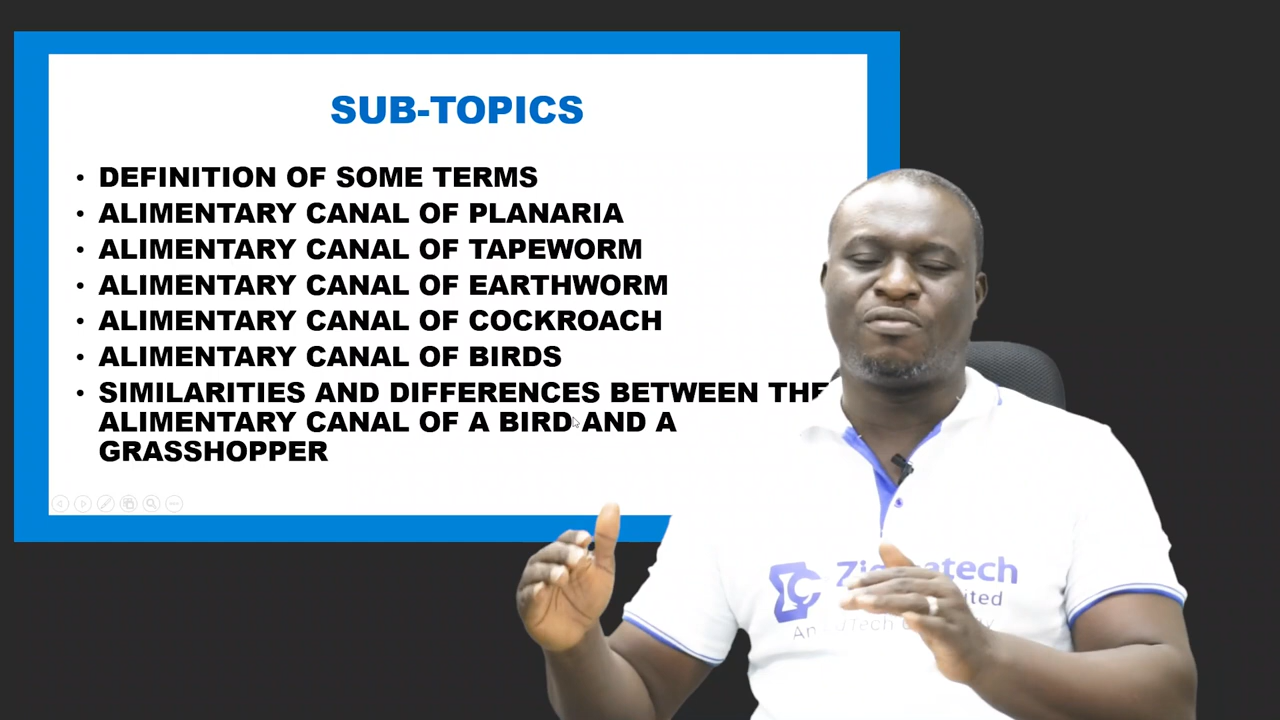 SUB-TOPICS
• DEFINITION OF SOME TERMS
• ALIMENTARY CANAL OF PLANARIA
• ALIMENTARY CANAL OF TAPEWORM
• ALIMENTARY CANAL OF EARTHWORM
• ALIMENTARY CANAL OF COCKROACH
• ALIMENTARY CANAL OF BIRDS
• SIMILARITIES AND DIFFERENCES BETWEEN THE
ALIMENTARY CANAL OF A BIRD AND A
GRASSHOPPER
An